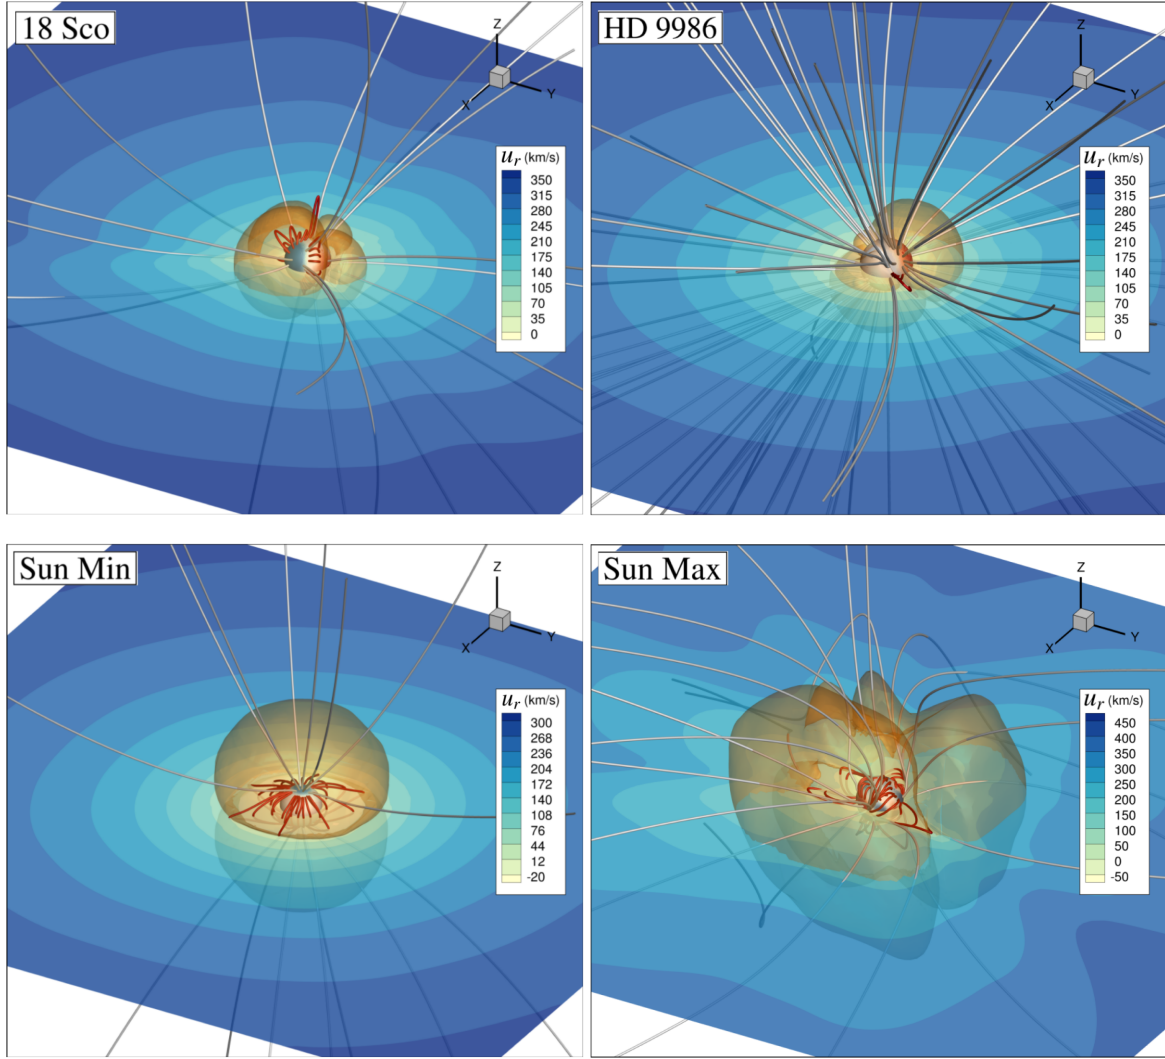 18 Sco
Z
X
Y
u_r (km/s)
350
315
280
245
210
175
140
105
70
35
0
HD 9986
Z
X
Y
u_r (km/s)
350
315
280
245
210
175
140
105
70
35
0
Sun Min
Z
X
Y
u_r (km/s)
300
268
236
204
172
140
108
76
44
12
-20
Sun Max
Z
X
Y
u_r (km/s)
450
400
350
300
250
200
150
100
50
0
-50